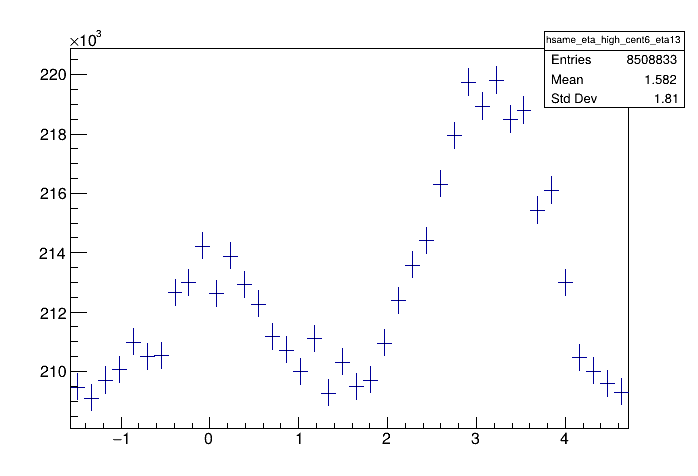 ×10³
hsame_eta_high_cent6_eta13
Entries 8508833
Mean 1.582
Std Dev 1.81
220
218
216
214
212
210
−1 0 1 2 3 4